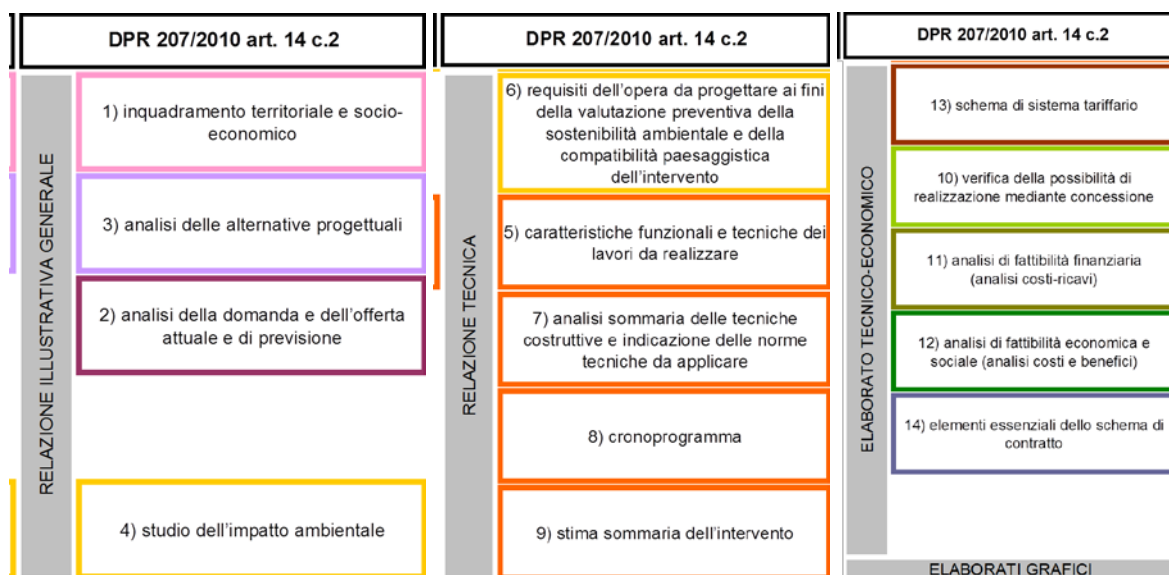 DPR 207/2010 art. 14 c.2
RELAZIONE ILLUSTRATIVA GENERALE
1) inquadramento territoriale e socio-
economico
3) analisi delle alternative progettuali
2) analisi della domanda e dell'offerta
attuale e di previsione
4) studio dell'impatto ambientale
DPR 207/2010 art. 14 c.2
RELAZIONE TECNICA
6) requisiti dell'opera da progettare ai fini
della valutazione preventiva della
sostenibilità ambientale e della
compatibilità paesaggistica
dell'intervento
5) caratteristiche funzionali e tecniche dei
lavori da realizzare
7) analisi sommaria delle tecniche
costruttive e indicazione delle norme
tecniche da applicare
8) cronoprogramma
9) stima sommaria dell'intervento
DPR 207/2010 art. 14 c.2
ELABORATO TECNICO-ECONOMICO
13) schema di sistema tariffario
10) verifica della possibilità di
realizzazione mediante concessione
11) analisi di fattibilità finanziaria
(analisi costi-ricavi)
12) analisi di fattibilità economica e
sociale (analisi costi e benefici)
14) elementi essenziali dello schema di
contratto
ELABORATI GRAFICI